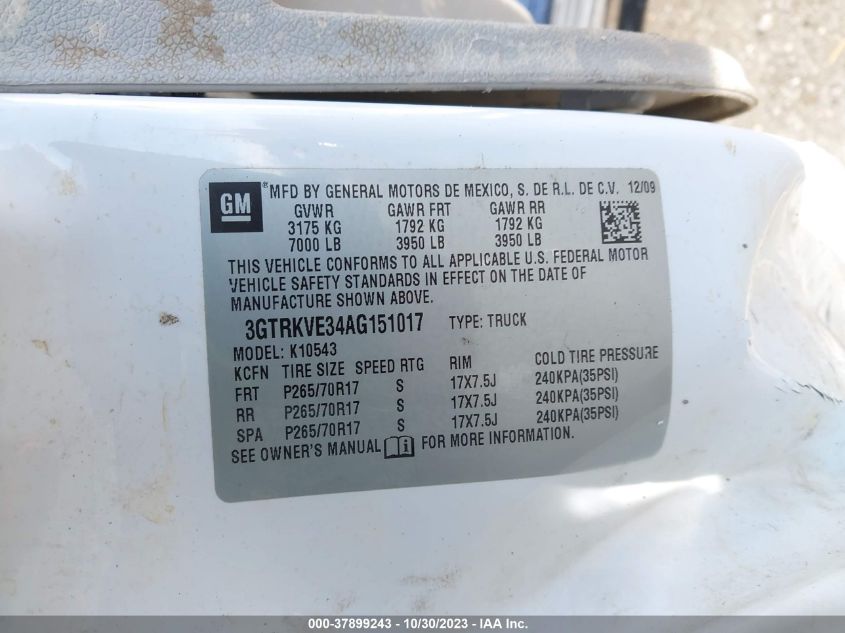 GM ® MFD BY GENERAL MOTORS DE MEXICO, S. DE R.L. DE C.V. 12/09
GVWR GAWR FRT GAWR RR
3175 KG 1792 KG 1792 KG
7000 LB 3950 LB 3950 LB
THIS VEHICLE CONFORMS TO ALL APPLICABLE U.S. FEDERAL MOTOR
VEHICLE SAFETY STANDARDS IN EFFECT ON THE DATE OF
MANUFACTURE SHOWN ABOVE.
3GTRKVE34AG151017 TYPE: TRUCK
MODEL: K10543
KCFN TIRE SIZE SPEED RTG RIM COLD TIRE PRESSURE
FRT P265/70R17 S 17X7.5J 240KPA(35PSI)
RR P265/70R17 S 17X7.5J 240KPA(35PSI)
SPA P265/70R17 S 17X7.5J 240KPA(35PSI)
SEE OWNER'S MANUAL FOR MORE INFORMATION.
000-37899243 - 10/30/2023 - IAA Inc.